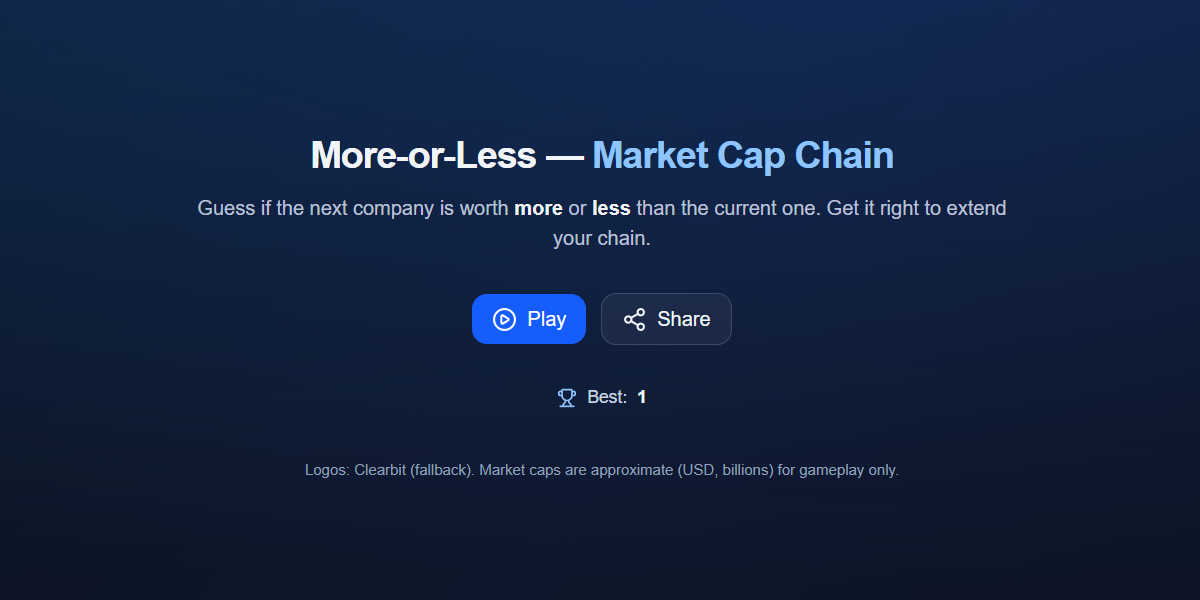 More-or-Less — Market Cap Chain
Guess if the next company is worth more or less than the current one. Get it right to extend
your chain.
Play
Share
Best: 1
Logos: Clearbit (fallback). Market caps are approximate (USD, billions) for gameplay only.